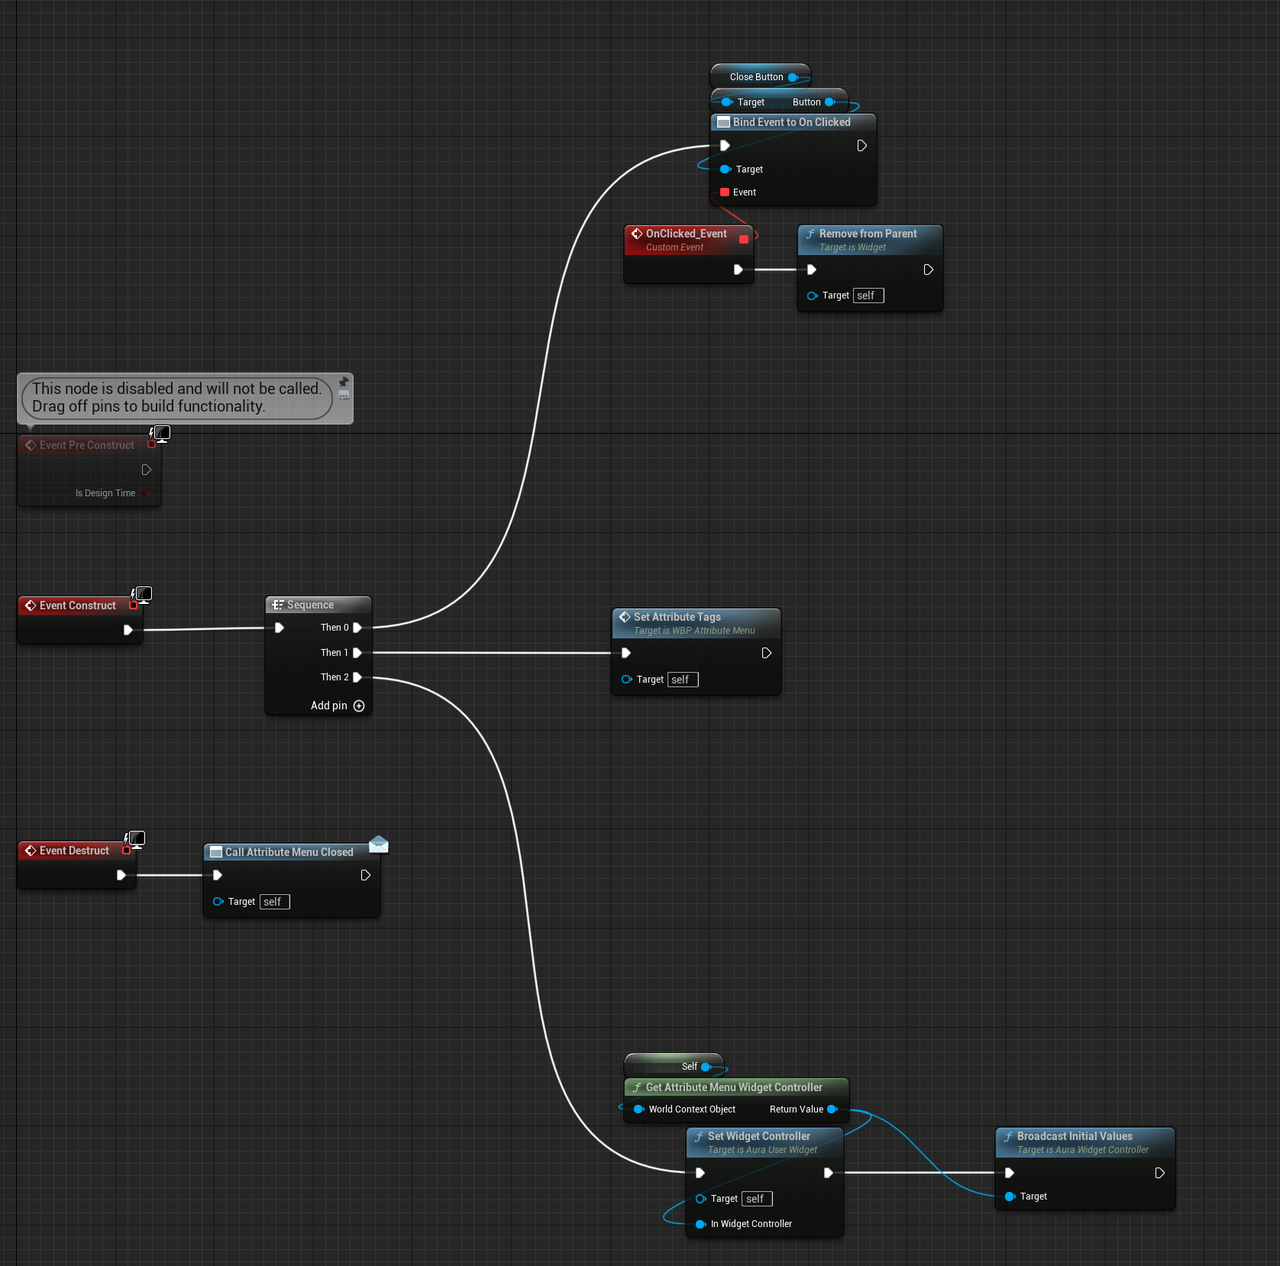 Close Button
Target Button
Bind Event to On Clicked
Target
Event
OnClicked_Event
Custom Event
Remove from Parent
Target is Widget
Target self
This node is disabled and will not be called.
Drag off pins to build functionality.
Event Pre Construct
Is Design Time
Event Construct
Sequence
Then 0
Then 1
Then 2
Add pin
Set Attribute Tags
Target is WBP Attribute Menu
Target self
Event Destruct
Call Attribute Menu Closed
Target self
Self
Get Attribute Menu Widget Controller
World Context Object Return Value
Set Widget Controller
Target is Aura User Widget
Target self
In Widget Controller
Broadcast Initial Values
Target is Aura Widget Controller
Target